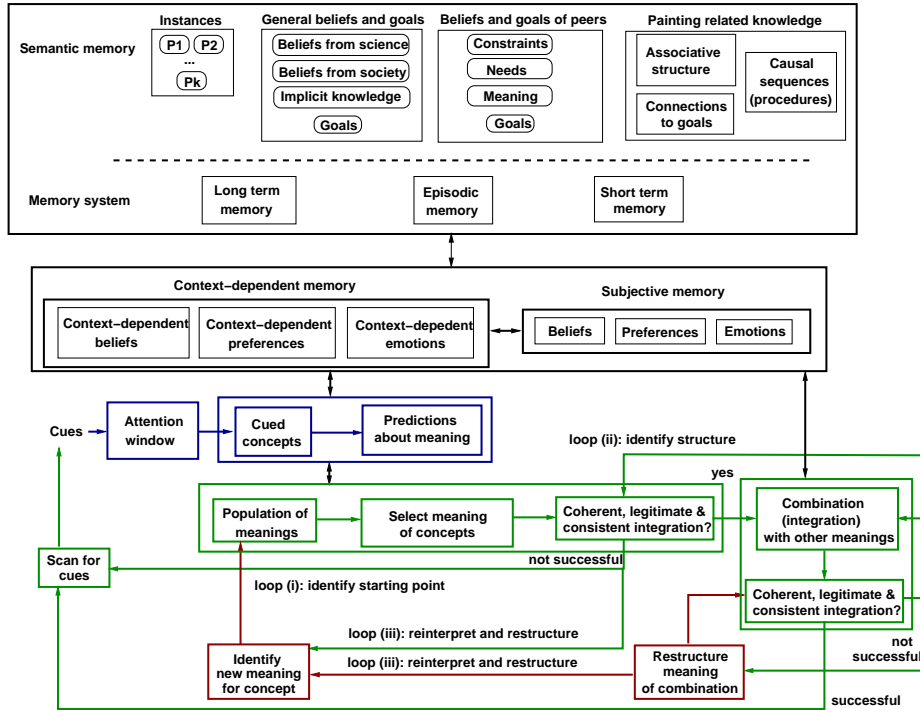 Instances
General beliefs and goals
Beliefs and goals of peers
Painting related knowledge
Semantic memory
P1
P2
...
Pk
Beliefs from science
Beliefs from society
Implicit knowledge
Goals
Constraints
Needs
Meaning
Goals
Associative
structure
Connections
to goals
Causal
sequences
(procedures)
Memory system
Long term
memory
Episodic
memory
Short term
memory
Context-dependent memory
Subjective memory
Context-dependent
beliefs
Context-dependent
preferences
Context-depedent
emotions
Beliefs
Preferences
Emotions
Cues
Attention
window
Cued
concepts
Predictions
about meaning
loop (ii): identify structure
yes
Population of
meanings
Select meaning
of concepts
Coherent, legitimate &
consistent integration?
Combination
(integration)
with other meanings
Scan for
cues
not successful
loop (i): identify starting point
Coherent, legitimate &
consistent integration?
loop (iii): reinterpret and restructure
loop (iii): reinterpret and restructure
Identify
new meaning
for concept
Restructure
meaning
of combination
not
successful
successful